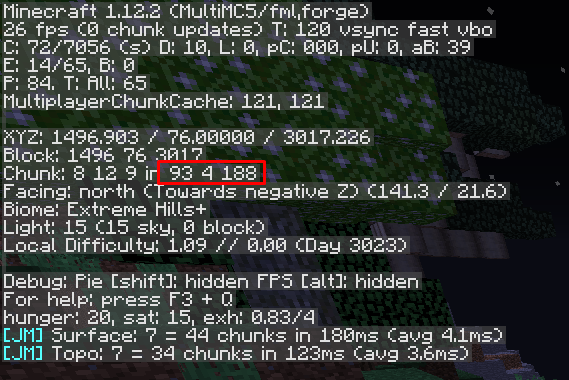 Minecraft 1.12.2 (MultiMC5/fml,forge)
26 fps (0 chunk updates) T: 120 vsync fast vbo
C: 72/7056 (s) D: 10, L: 0, pC: 000, pU: 0, aB: 39
E: 14/65, B: 0
P: 84. T: All: 65
MultiplayerChunkCache: 121, 121
XYZ: 1496.903 / 76.00000 / 3017.226
Block: 1496 76 3017
Chunk: 8 12 9 in 93 4 188
Facing: north (Towards negative Z) (141.3 / 21.6)
Biome: Extreme Hills+
Light: 15 (15 sky, 0 block)
Local Difficulty: 1.09 // 0.00 (Day 3023)
Debug: Pie [shift]: hidden FPS [alt]: hidden
For help: press F3 + Q
hunger: 20, sat: 15, exh: 0.83/4
[JM] Surface: 7 = 44 chunks in 180ms (avg 4.1ms)
[JM] Topo: 7 = 34 chunks in 123ms (avg 3.6ms)